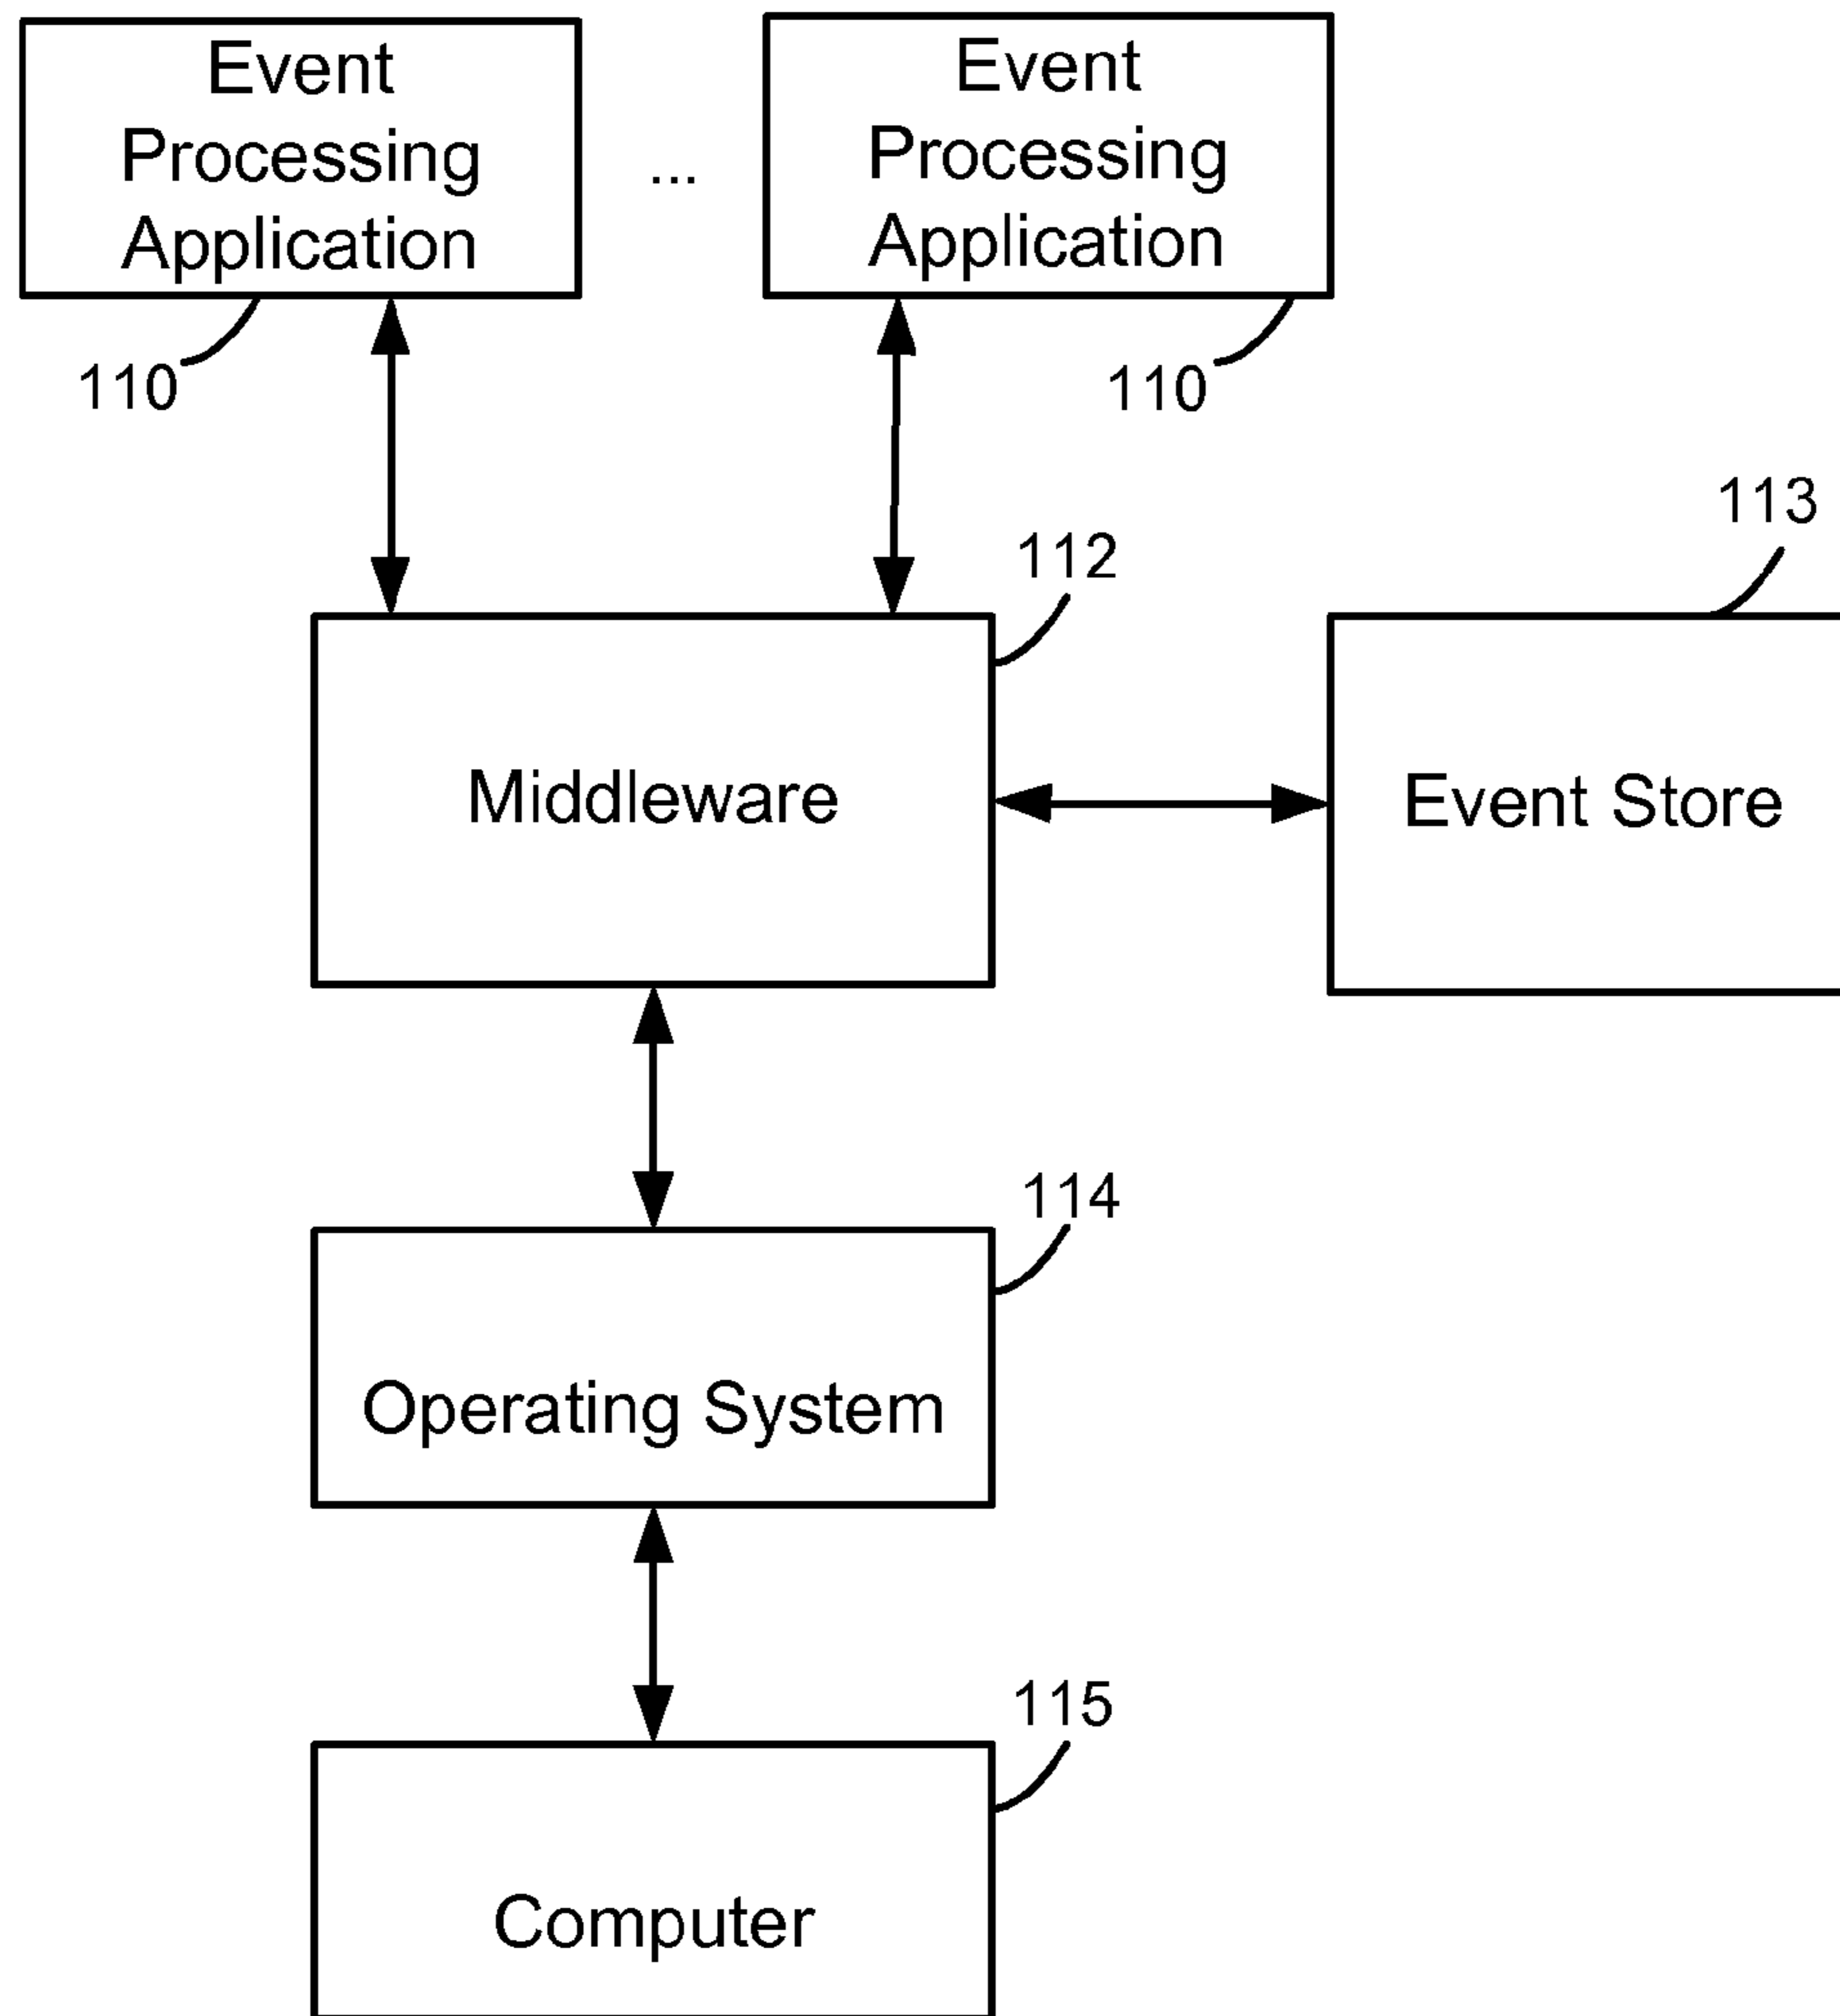 Event
Processing
Application
...
Event
Processing
Application
110
110
113
112
Middleware
Event Store
114
Operating System
115
Computer